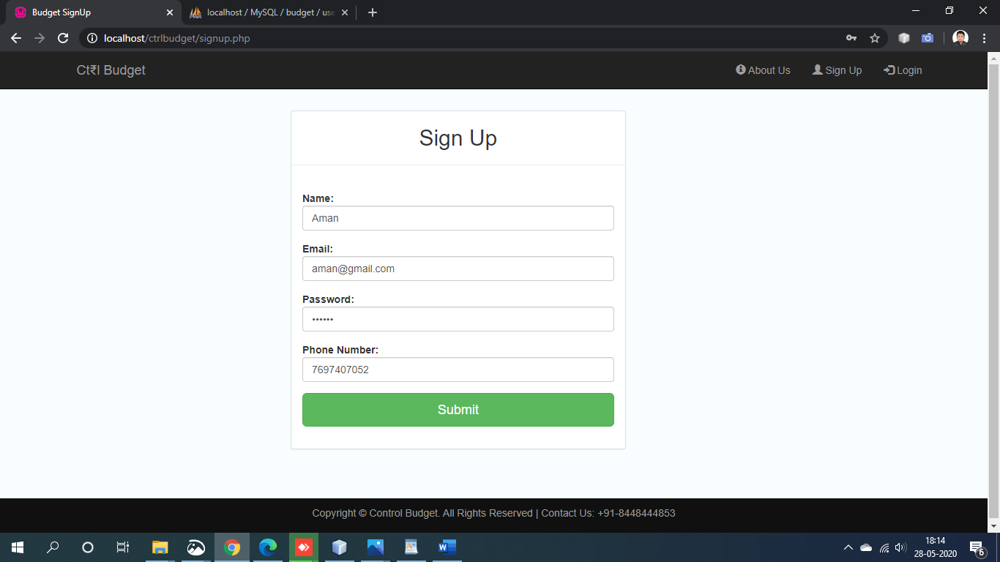 Budget SignUp
localhost / MySQL / budget / use
localhost/ctrlbudget/signup.php
Ct₹l Budget
About Us
Sign Up
Login
Sign Up
Name:
Aman
Email:
aman@gmail.com
Password:
••••••
Phone Number:
7697407052
Submit
Copyright © Control Budget. All Rights Reserved | Contact Us: +91-8448444853
18:14
28-05-2020
6